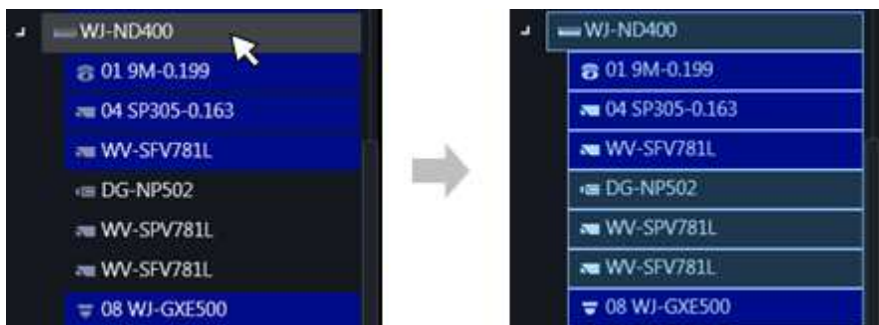 WJ-ND400
01 9M-0.199
04 SP305-0.163
WV-SFV781L
DG-NP502
WV-SPV781L
WV-SFV781L
08 WJ-GXE500
WJ-ND400
01 9M-0.199
04 SP305-0.163
WV-SFV781L
DG-NP502
WV-SPV781L
WV-SFV781L
08 WJ-GXE500